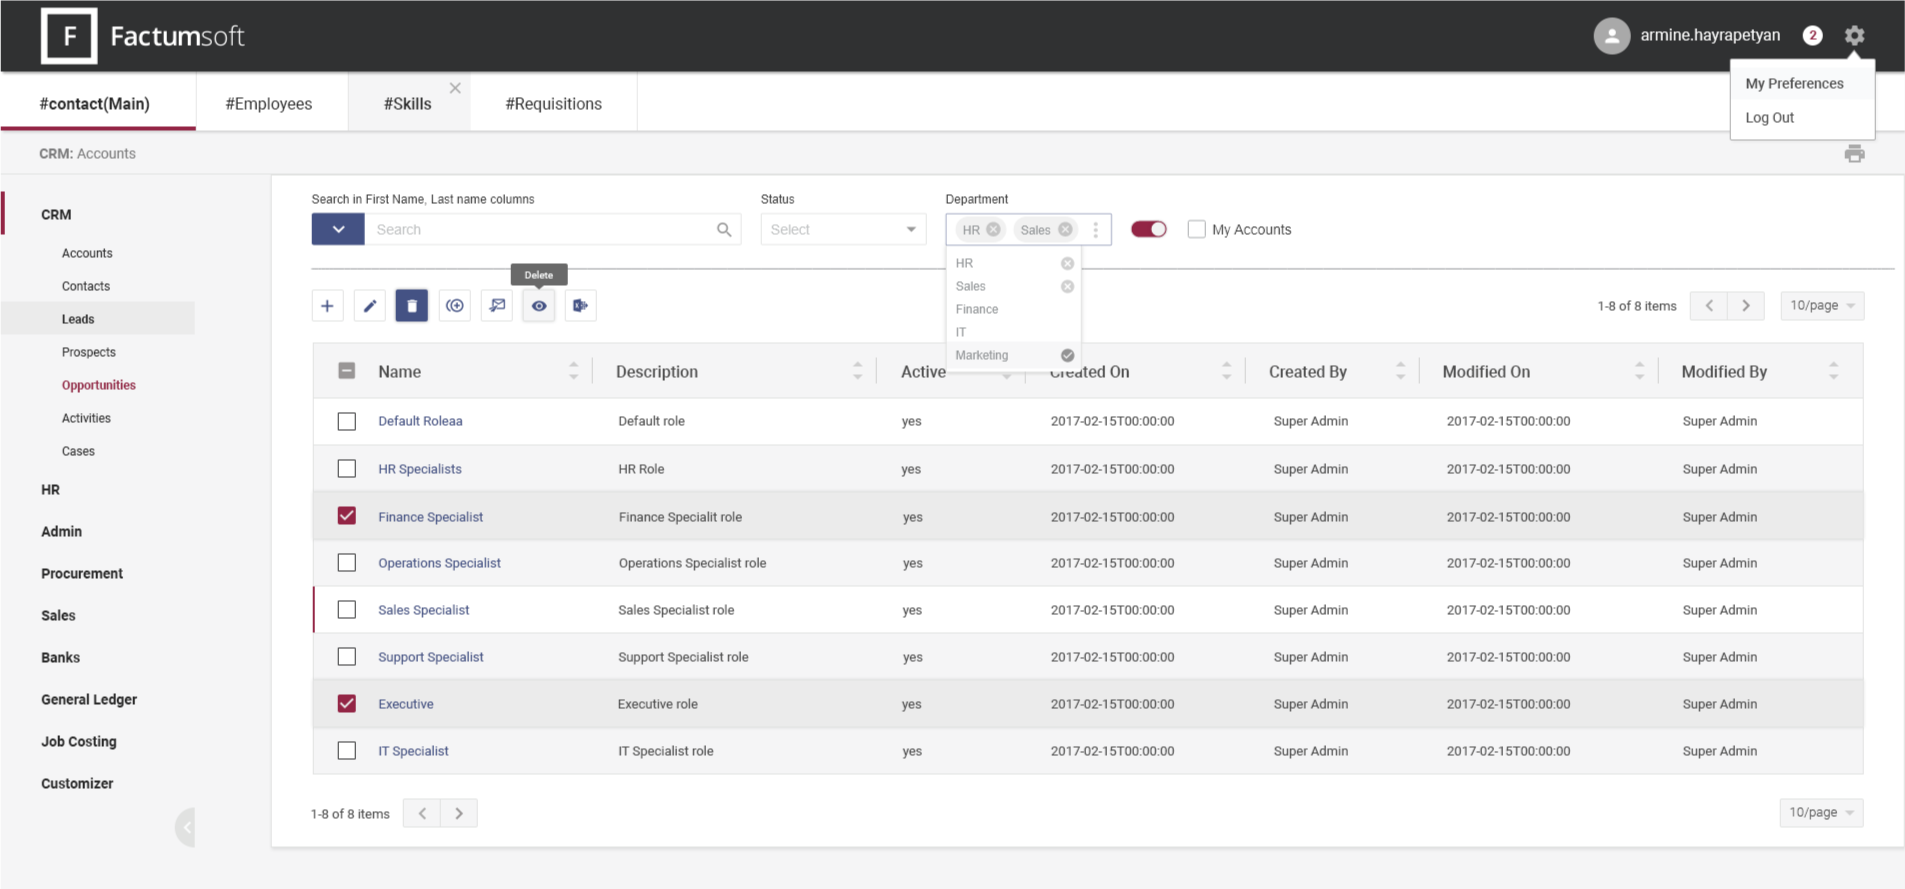 F Factumsoft
armine.hayrapetyan 2
My Preferences
Log Out
#contact(Main) #Employees #Skills #Requisitions
CRM: Accounts
CRM
Accounts
Contacts
Leads
Prospects
Opportunities
Activities
Cases
HR
Admin
Procurement
Sales
Banks
General Ledger
Job Costing
Customizer
Search in First Name, Last name columns
Search
Status
Select
Department
HR Sales
HR
Sales
Finance
IT
Marketing
My Accounts
Delete
1-8 of 8 items 10/page
Name Description Active Created On Created By Modified On Modified By
Default Roleaa Default role yes 2017-02-15T00:00:00 Super Admin 2017-02-15T00:00:00 Super Admin
HR Specialists HR Role yes 2017-02-15T00:00:00 Super Admin 2017-02-15T00:00:00 Super Admin
Finance Specialist Finance Specialit role yes 2017-02-15T00:00:00 Super Admin 2017-02-15T00:00:00 Super Admin
Operations Specialist Operations Specialist role yes 2017-02-15T00:00:00 Super Admin 2017-02-15T00:00:00 Super Admin
Sales Specialist Sales Specialist role yes 2017-02-15T00:00:00 Super Admin 2017-02-15T00:00:00 Super Admin
Support Specialist Support Specialist role yes 2017-02-15T00:00:00 Super Admin 2017-02-15T00:00:00 Super Admin
Executive Executive role yes 2017-02-15T00:00:00 Super Admin 2017-02-15T00:00:00 Super Admin
IT Specialist IT Specialist role yes 2017-02-15T00:00:00 Super Admin 2017-02-15T00:00:00 Super Admin
1-8 of 8 items 10/page